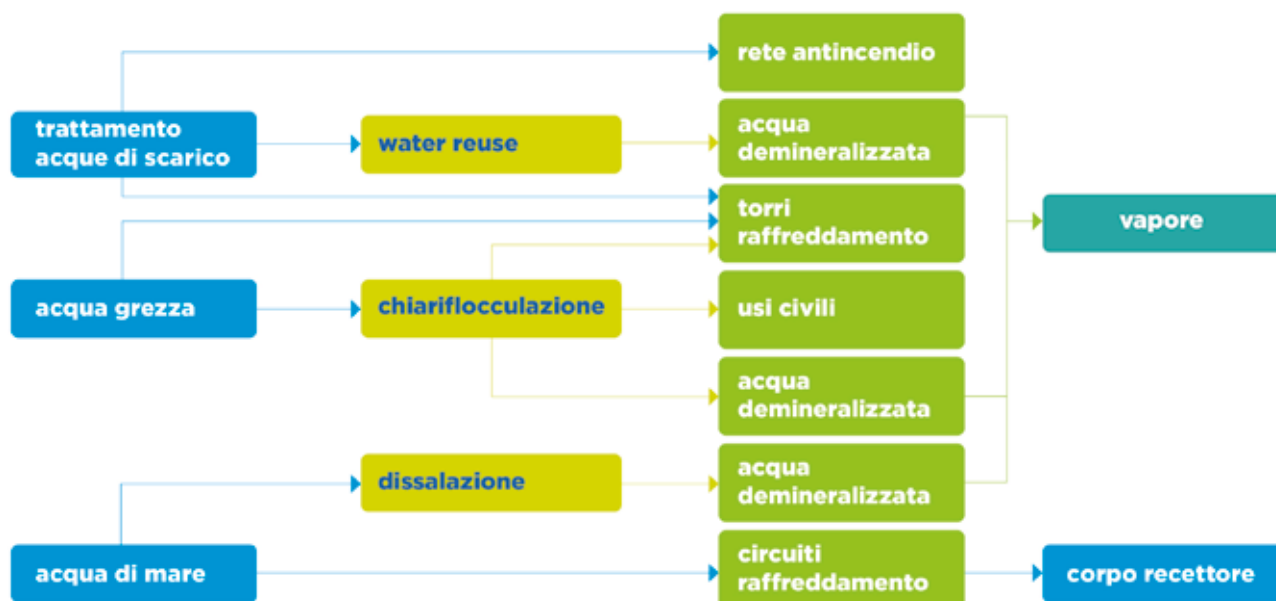 rete antincendio
trattamento
acque di scarico
water reuse
acqua
demineralizzata
torri
raffreddamento
vapore
acqua grezza
chiariflocculazione
usi civili
acqua
demineralizzata
dissalazione
acqua
demineralizzata
acqua di mare
circuiti
raffreddamento
corpo recettore